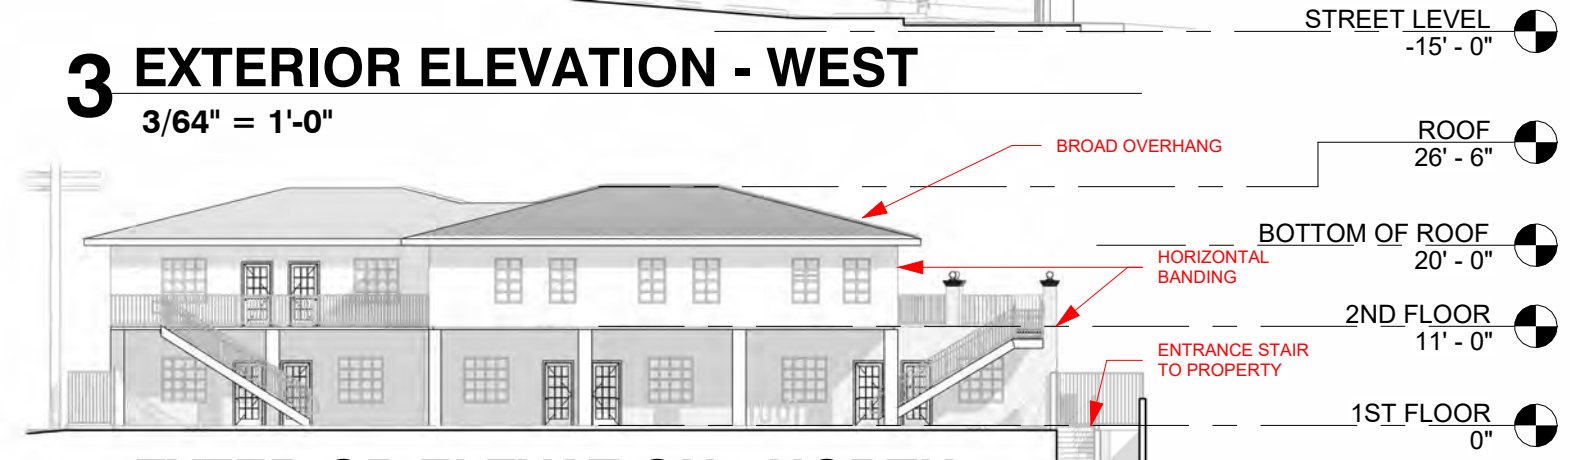 STREET LEVEL
-15' - 0"
3 EXTERIOR ELEVATION - WEST
3/64" = 1'-0"
ROOF
26' - 6"
BROAD OVERHANG
BOTTOM OF ROOF
20' - 0"
HORIZONTAL
BANDING
2ND FLOOR
11' - 0"
ENTRANCE STAIR
TO PROPERTY
1ST FLOOR
0"